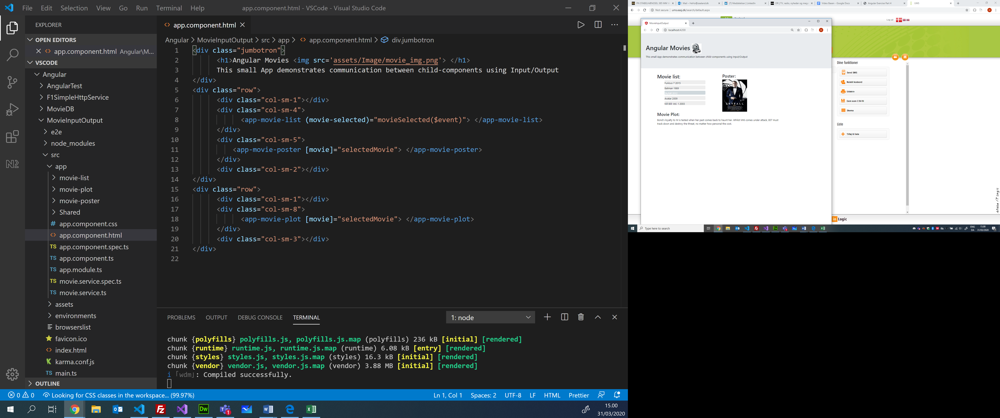 File Edit Selection View Go Run Terminal Help
app.component.html - VSCode - Visual Studio Code
EXPLORER
OPEN EDITORS
app.component.html Angular\M...
VSCODE
Angular
AngularTest
F1SimpleHttpService
MovieDB
MovieInputOutput
e2e
node_modules
src
app
movie-list
movie-plot
movie-poster
Shared
app.component.css
app.component.html
app.component.spec.ts
app.component.ts
app.module.ts
movie.service.spec.ts
movie.service.ts
assets
environments
browserslist
favicon.ico
index.html
karma.conf.js
main.ts
OUTLINE
app.component.html
Angular > MovieInputOutput > src > app > app.component.html > div.jumbotron
1 <div class="jumbotron">
2 <h1>Angular Movies <img src='assets/Image/movie_img.png'> </h1>
3 This small App demonstrates communication between child-components using Input/Output
4 </div>
5 <div class="row">
6 <div class="col-sm-1"></div>
7 <div class="col-sm-4">
8 <app-movie-list (movie-selected)="movieSelected($event)"> </app-movie-list>
9 </div>
10 <div class="col-sm-5">
11 <app-movie-poster [movie]="selectedMovie"> </app-movie-poster>
12 </div>
13 <div class="col-sm-2"></div>
14 </div>
15 <div class="row">
16 <div class="col-sm-1"></div>
17 <div class="col-sm-8">
18 <app-movie-plot [movie]="selectedMovie"> </app-movie-plot>
19 </div>
20 <div class="col-sm-3"></div>
21 </div>
22
PROBLEMS OUTPUT DEBUG CONSOLE TERMINAL
1: node
chunk {polyfills} polyfills.js, polyfills.js.map (polyfills) 236 kB [initial] [rendered]
chunk {runtime} runtime.js, runtime.js.map (runtime) 6.08 kB [entry] [rendered]
chunk {styles} styles.js, styles.js.map (styles) 16.3 kB [initial] [rendered]
chunk {vendor} vendor.js, vendor.js.map (vendor) 3.88 MB [initial] [rendered]
i ｢wdm｣: Compiled successfully.
0 0 Looking for CSS classes in the workspace... (99.97%)
Ln 1, Col 1 Spaces: 2 UTF-8 LF HTML Prettier
15.00
31/03/2020
PN STABELHÆNGSEL 385 MM
Mail – HeHo@zealand.dk
(7) Meddelelser | LinkedIn
DR | TV, radio, nyheder og
Video Basen - Google Docs
Angular Exercise Part 4
UMS
Not secure | ums.easj.dk/search/default.aspx
Log ud
MovieInputOutput
localhost:4200
Angular Movies
This small App demonstrates communication between child-components using Input/Output
Movie list:
Furious 7 2015
Batman 1989
Skyfall 2012
Avatar 2009
Kill Bill: Vol. 1 2003
Poster:
SKYFALL
Movie Plot:
Bond's loyalty to M is tested when her past comes back to haunt her. Whilst MI6 comes under attack, 007 must
track down and destroy the threat, no matter how personal the cost.
Dine funktioner
Send SMS
Nulstil kodeord
Udskriv
Gem som CSV-fil
Skema
Liste
Tilføj til liste
Make IT Logic
in Logic
Type here to search
ENG
DA
15.00
31/03/2020